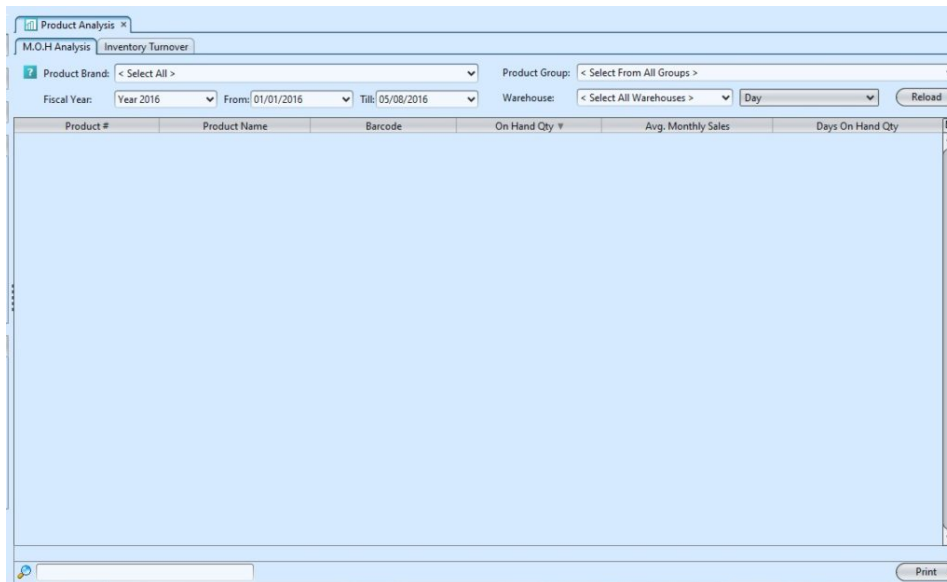 Product Analysis
M.O.H Analysis Inventory Turnover
? Product Brand: < Select All > Product Group: < Select From All Groups >
Fiscal Year: Year 2016 From: 01/01/2016 Till: 05/08/2016 Warehouse: < Select All Warehouses > Day Reload
Product # Product Name Barcode On Hand Qty Avg. Monthly Sales Days On Hand Qty
Print